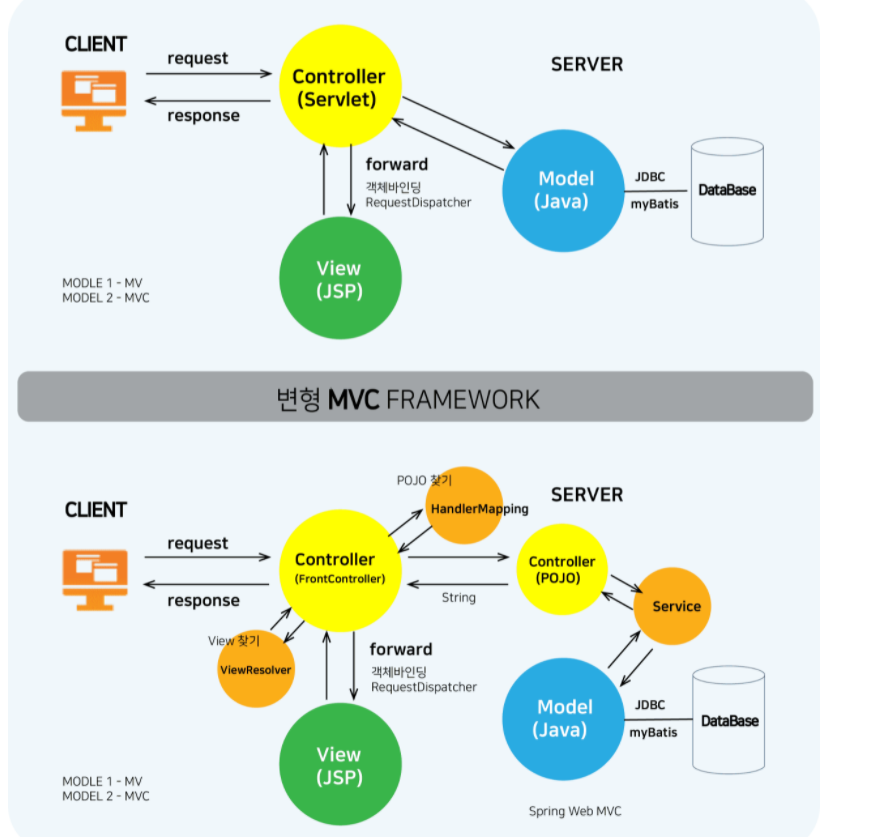 CLIENT
request
response
Controller
(Servlet)
SERVER
forward
객체바인딩
RequestDispatcher
Model
(Java)
JDBC
myBatis
DataBase
View
(JSP)
MODLE 1 - MV
MODEL 2 - MVC
변형 MVC FRAMEWORK
CLIENT
request
response
POJO 찾기
HandlerMapping
SERVER
Controller
(FrontController)
String
Controller
(POJO)
Service
View 찾기
ViewResolver
forward
객체바인딩
RequestDispatcher
Model
(Java)
JDBC
myBatis
DataBase
View
(JSP)
MODLE 1 - MV
MODEL 2 - MVC
Spring Web MVC